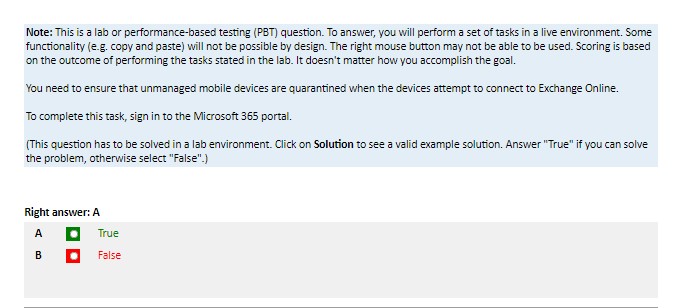 Note: This is a lab or performance-based testing (PBT) question. To answer, you will perform a set of tasks in a live environment. Some
functionality (e.g. copy and paste) will not be possible by design. The right mouse button may not be able to be used. Scoring is based
on the outcome of performing the tasks stated in the lab. It doesn't matter how you accomplish the goal.
You need to ensure that unmanaged mobile devices are quarantined when the devices attempt to connect to Exchange Online.
To complete this task, sign in to the Microsoft 365 portal.
(This question has to be solved in a lab environment. Click on Solution to see a valid example solution. Answer "True" if you can solve
the problem, otherwise select "False".)
Right answer: A
A True
B False